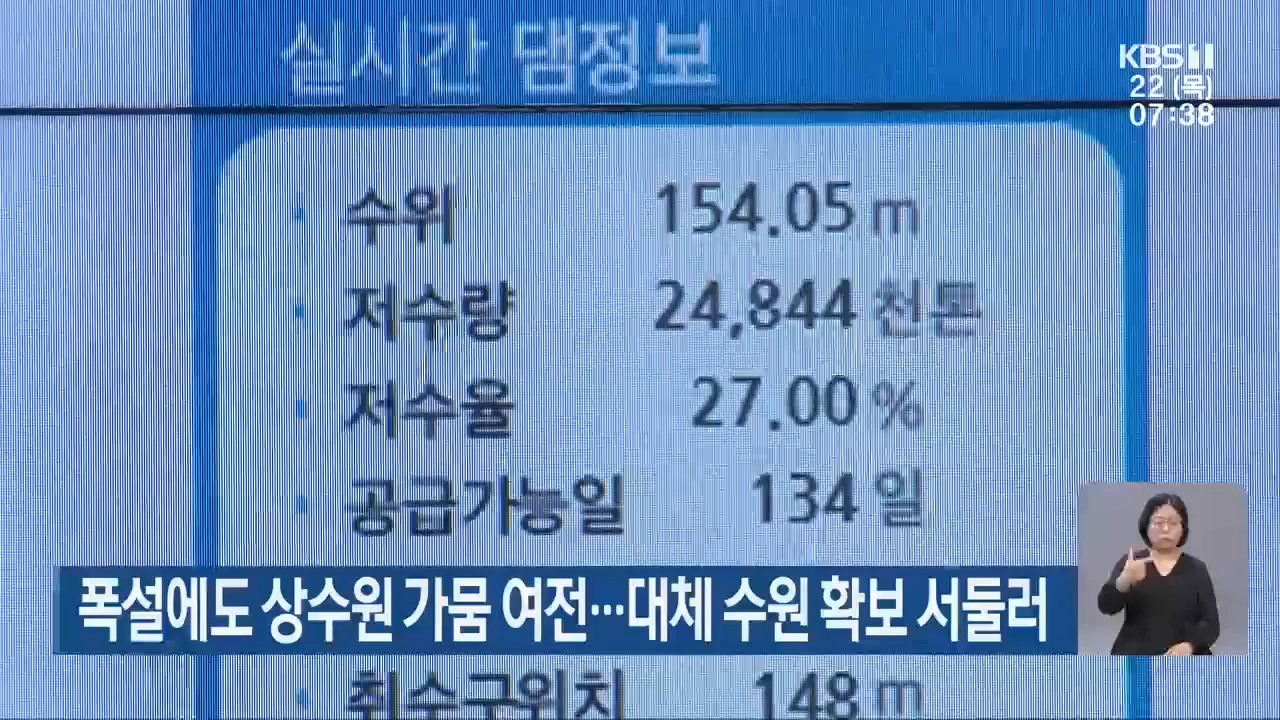 실시간 댐정보
KBS 1
22 (목)
07:38
수위 154.05 m
저수량 24,844 천톤
저수율 27.00 %
공급가능일 134 일
폭설에도 상수원 가뭄 여전…대체 수원 확보 서둘러
취수구위치 148 m